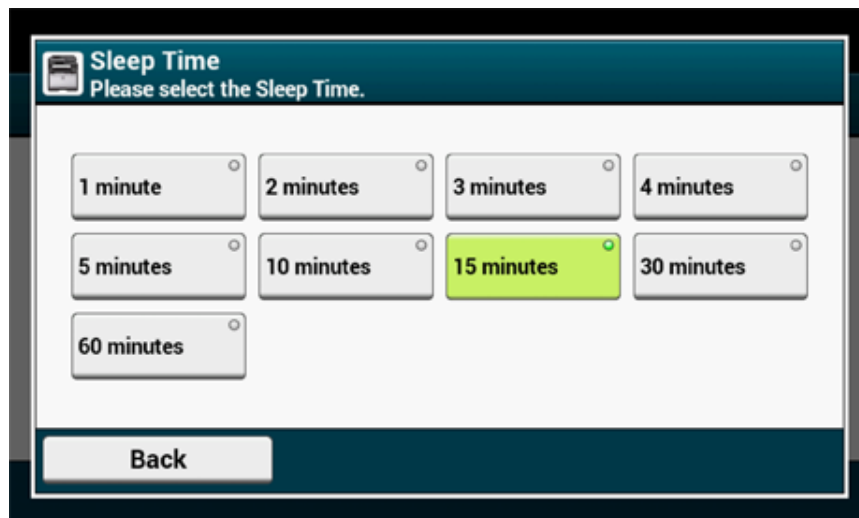 Sleep Time
Please select the Sleep Time.
1 minute
2 minutes
3 minutes
4 minutes
5 minutes
10 minutes
15 minutes
30 minutes
60 minutes
Back